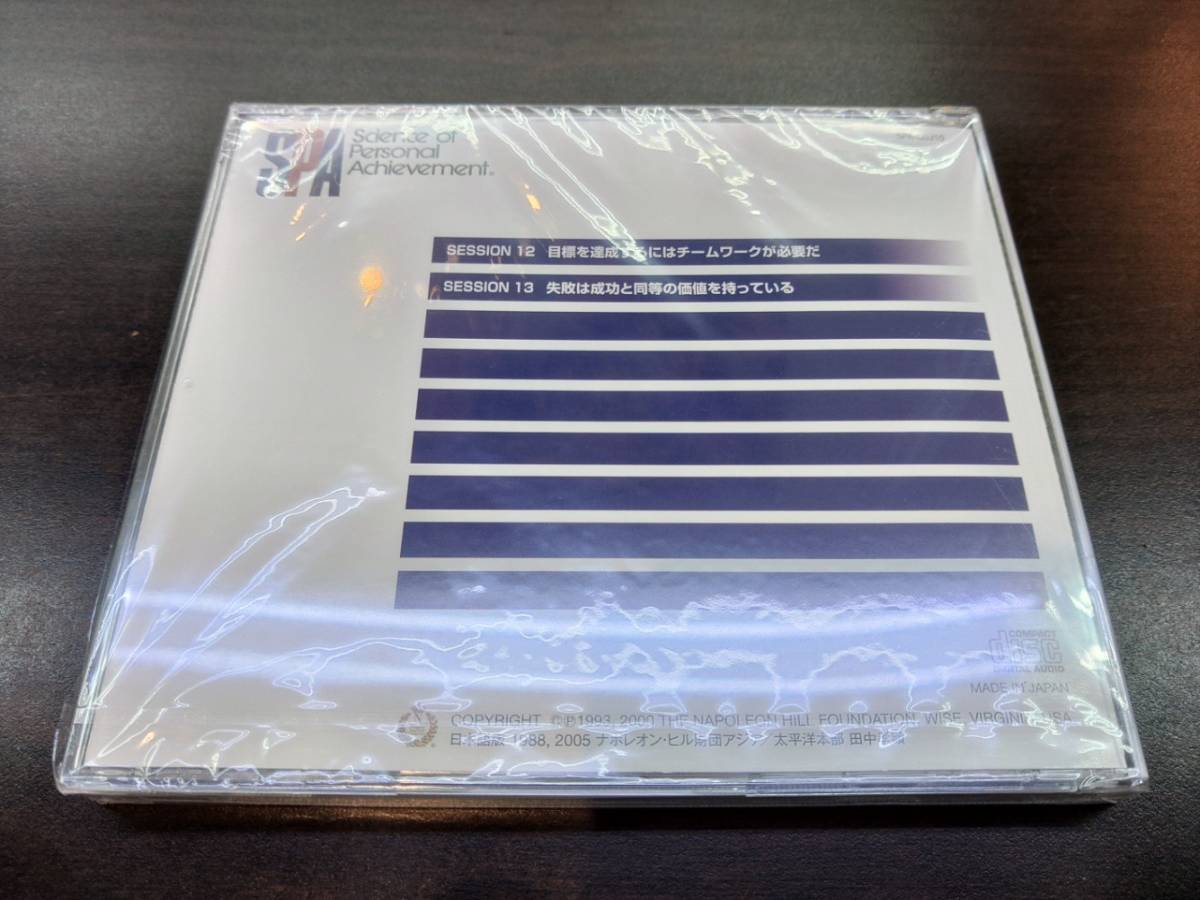 SPA
Science of
Personal
Achievement
SESSION 12 目標を達成するにはチームワークが必要だ
SESSION 13 失敗は成功と同等の価値を持っている
COMPACT
disc
DIGITAL AUDIO
MADE IN JAPAN
COPYRIGHT ©℗1993, 2000 THE NAPOLEON HILL FOUNDATION, WISE, VIRGINIA, USA
日本語版 1988, 2005 ナポレオン・ヒル財団アジア/太平洋本部 田中